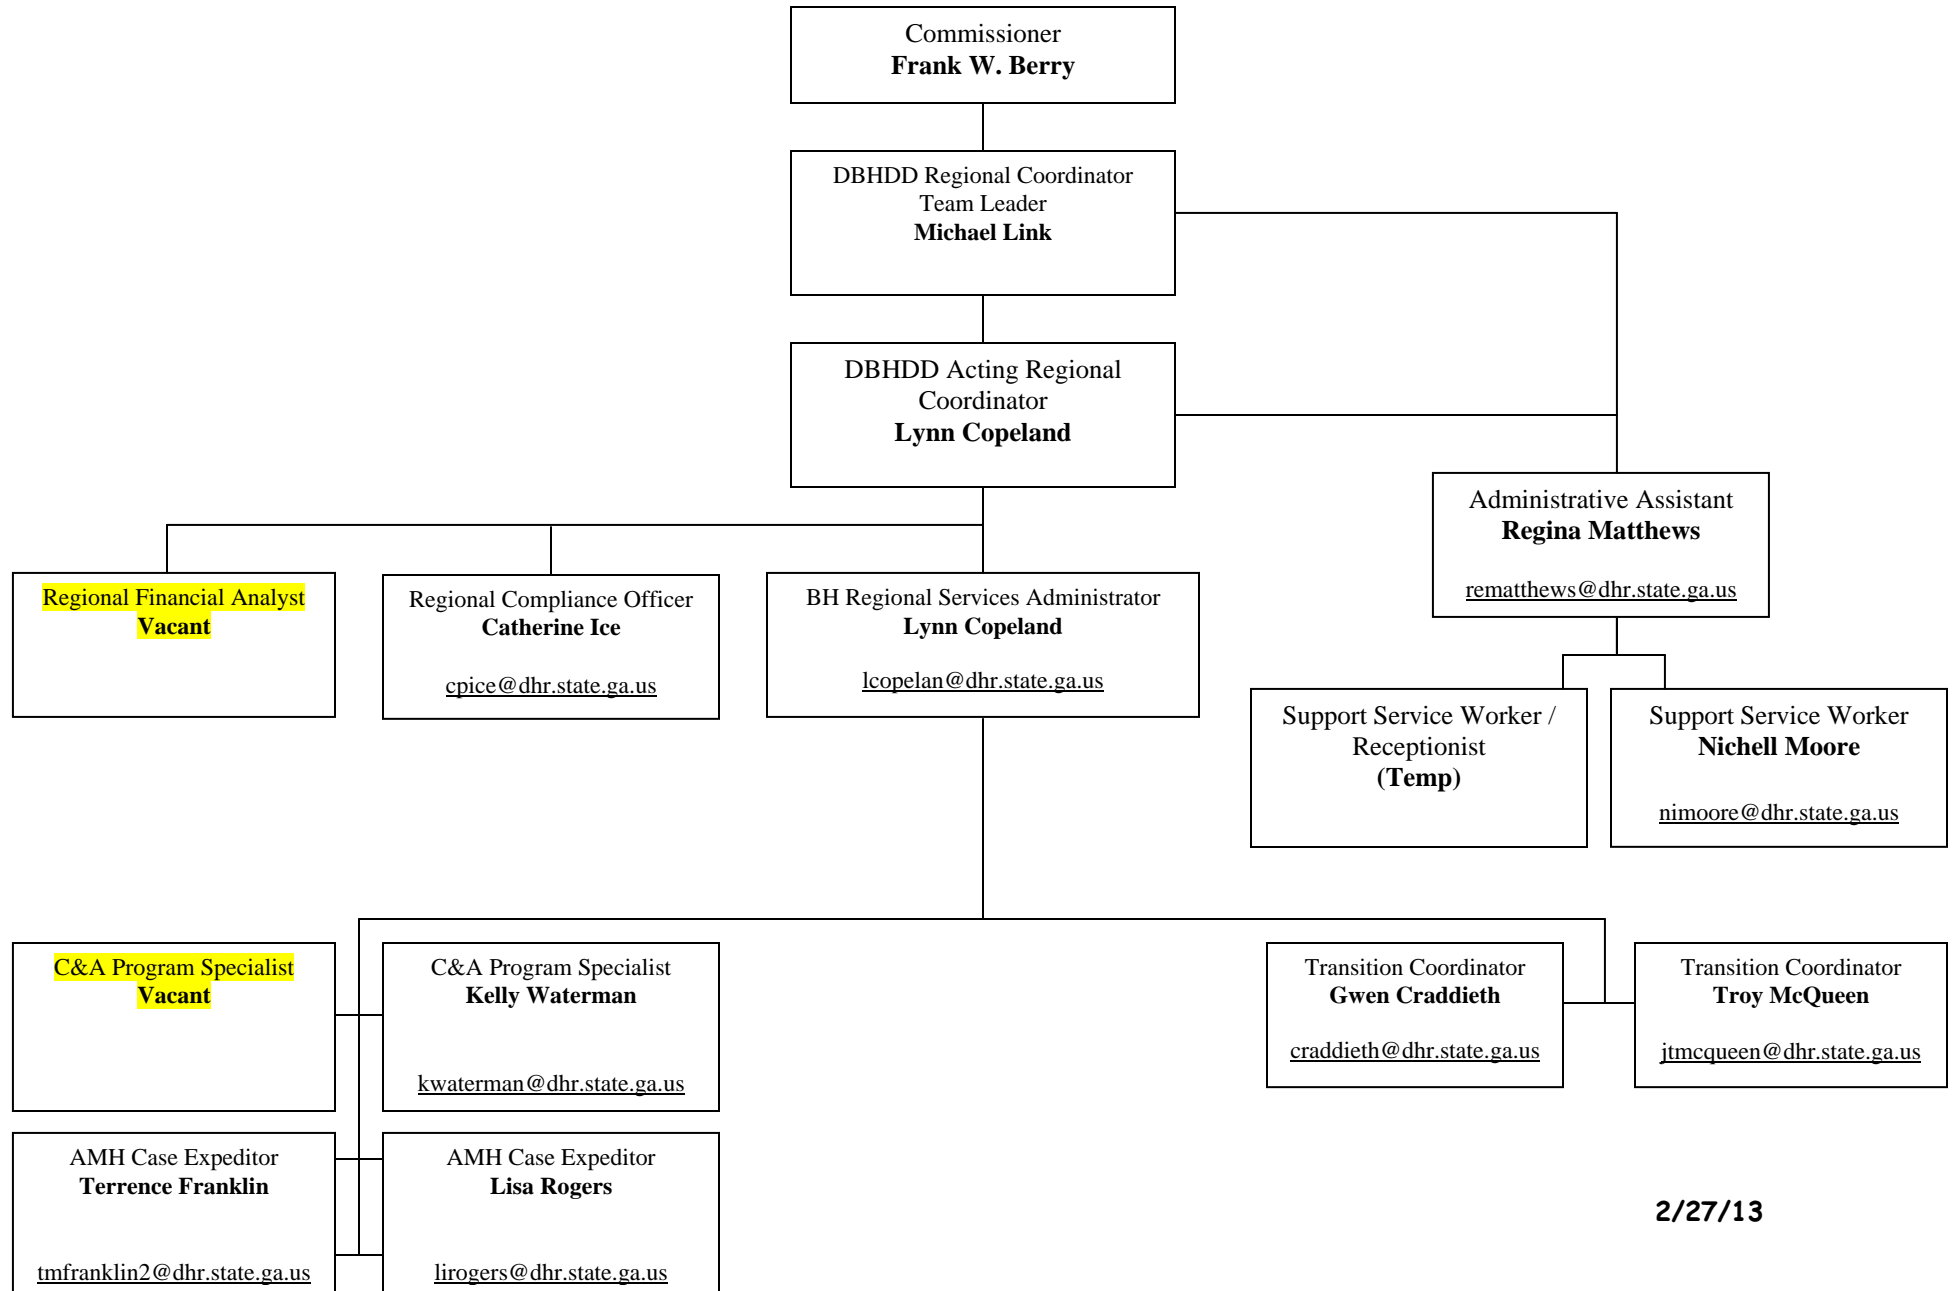 Commissioner
Frank W. Berry
DBHDD Regional Coordinator
Team Leader
Michael Link
DBHDD Acting Regional
Coordinator
Lynn Copeland
Administrative Assistant
Regina Matthews
rematthews@dhr.state.ga.us
Regional Financial Analyst
Vacant
Regional Compliance Officer
Catherine Ice
cpice@dhr.state.ga.us
BH Regional Services Administrator
Lynn Copeland
lcopelan@dhr.state.ga.us
Support Service Worker /
Receptionist
(Temp)
Support Service Worker
Nichell Moore
nimoore@dhr.state.ga.us
C&A Program Specialist
Vacant
C&A Program Specialist
Kelly Waterman
kwaterman@dhr.state.ga.us
Transition Coordinator
Gwen Craddieth
craddieth@dhr.state.ga.us
Transition Coordinator
Troy McQueen
jtmcqueen@dhr.state.ga.us
AMH Case Expeditor
Terrence Franklin
tmfranklin2@dhr.state.ga.us
AMH Case Expeditor
Lisa Rogers
lirogers@dhr.state.ga.us
2/27/13